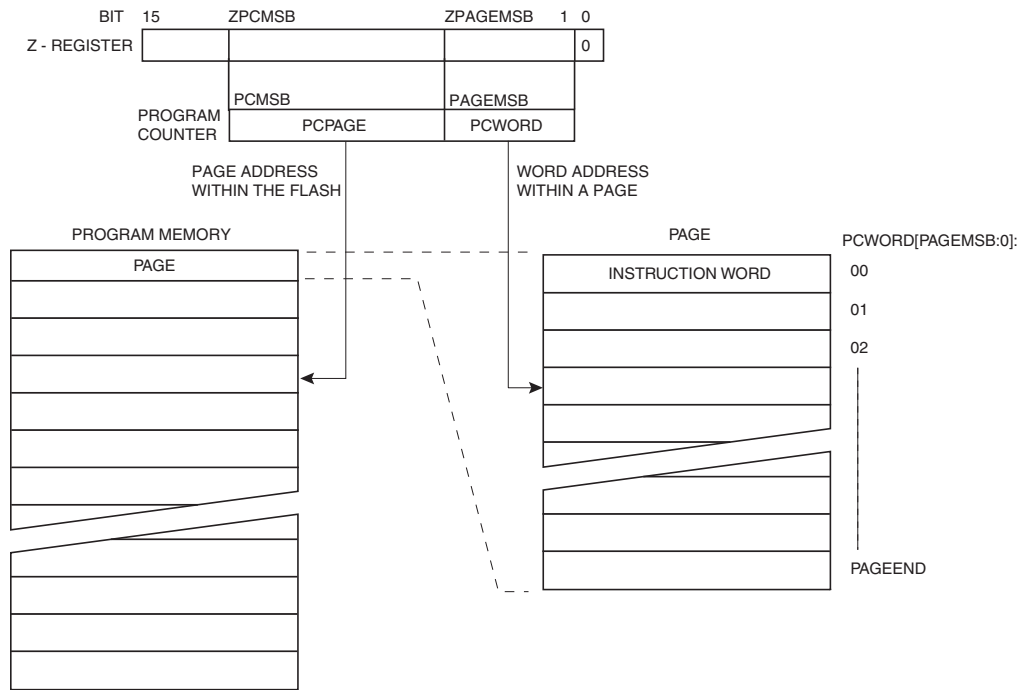 BIT 15 ZPCMSB ZPAGEMSB 1 0
Z - REGISTER 0
PCMSB PAGEMSB
PROGRAM
COUNTER
PCPAGE PCWORD
PAGE ADDRESS
WITHIN THE FLASH
WORD ADDRESS
WITHIN A PAGE
PROGRAM MEMORY
PAGE
PAGE
PCWORD[PAGEMSB:0]:
INSTRUCTION WORD
00
01
02
PAGEEND